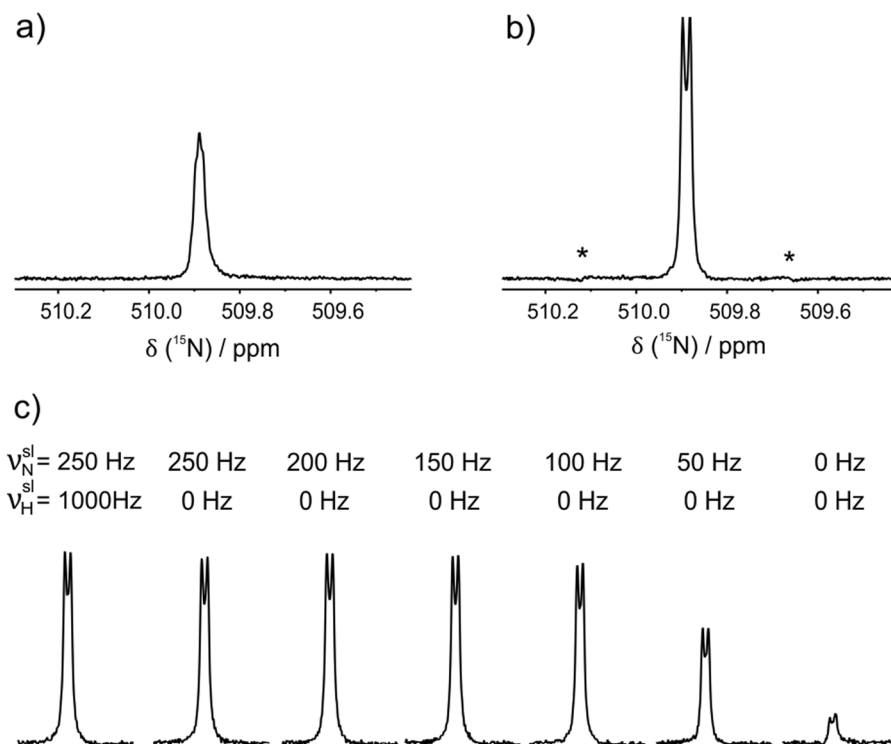 a)
510.2 510.0 509.8 509.6
δ (¹⁵N) / ppm
b)
* *
510.2 510.0 509.8 509.6
δ (¹⁵N) / ppm
c)
ν_N^sl = 250 Hz 250 Hz 200 Hz 150 Hz 100 Hz 50 Hz 0 Hz
ν_H^sl = 1000Hz 0 Hz 0 Hz 0 Hz 0 Hz 0 Hz 0 Hz